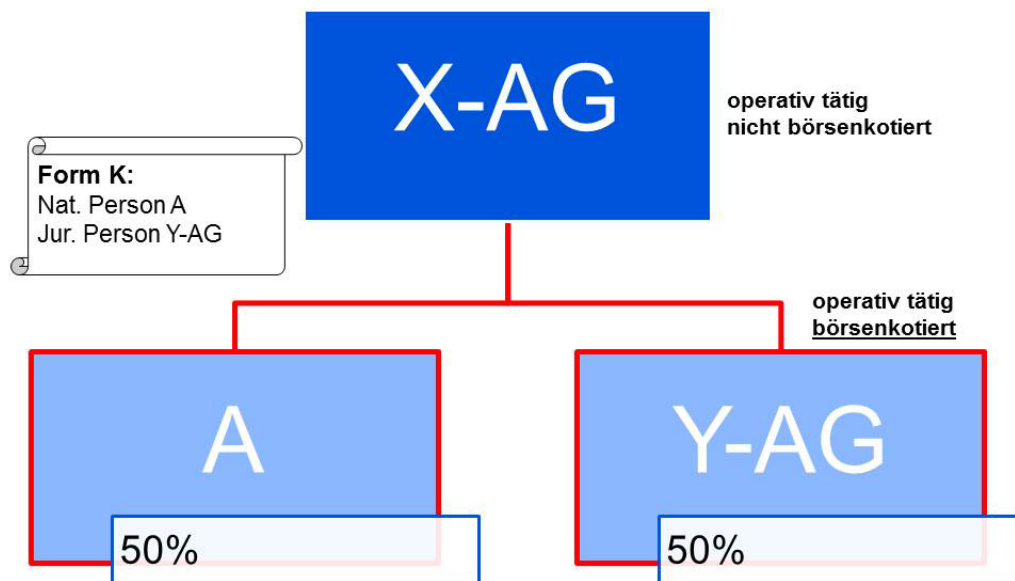 X-AG
operativ tätig
nicht börsenkotiert
Form K:
Nat. Person A
Jur. Person Y-AG
operativ tätig
börsenkotiert
A
Y-AG
50%
50%